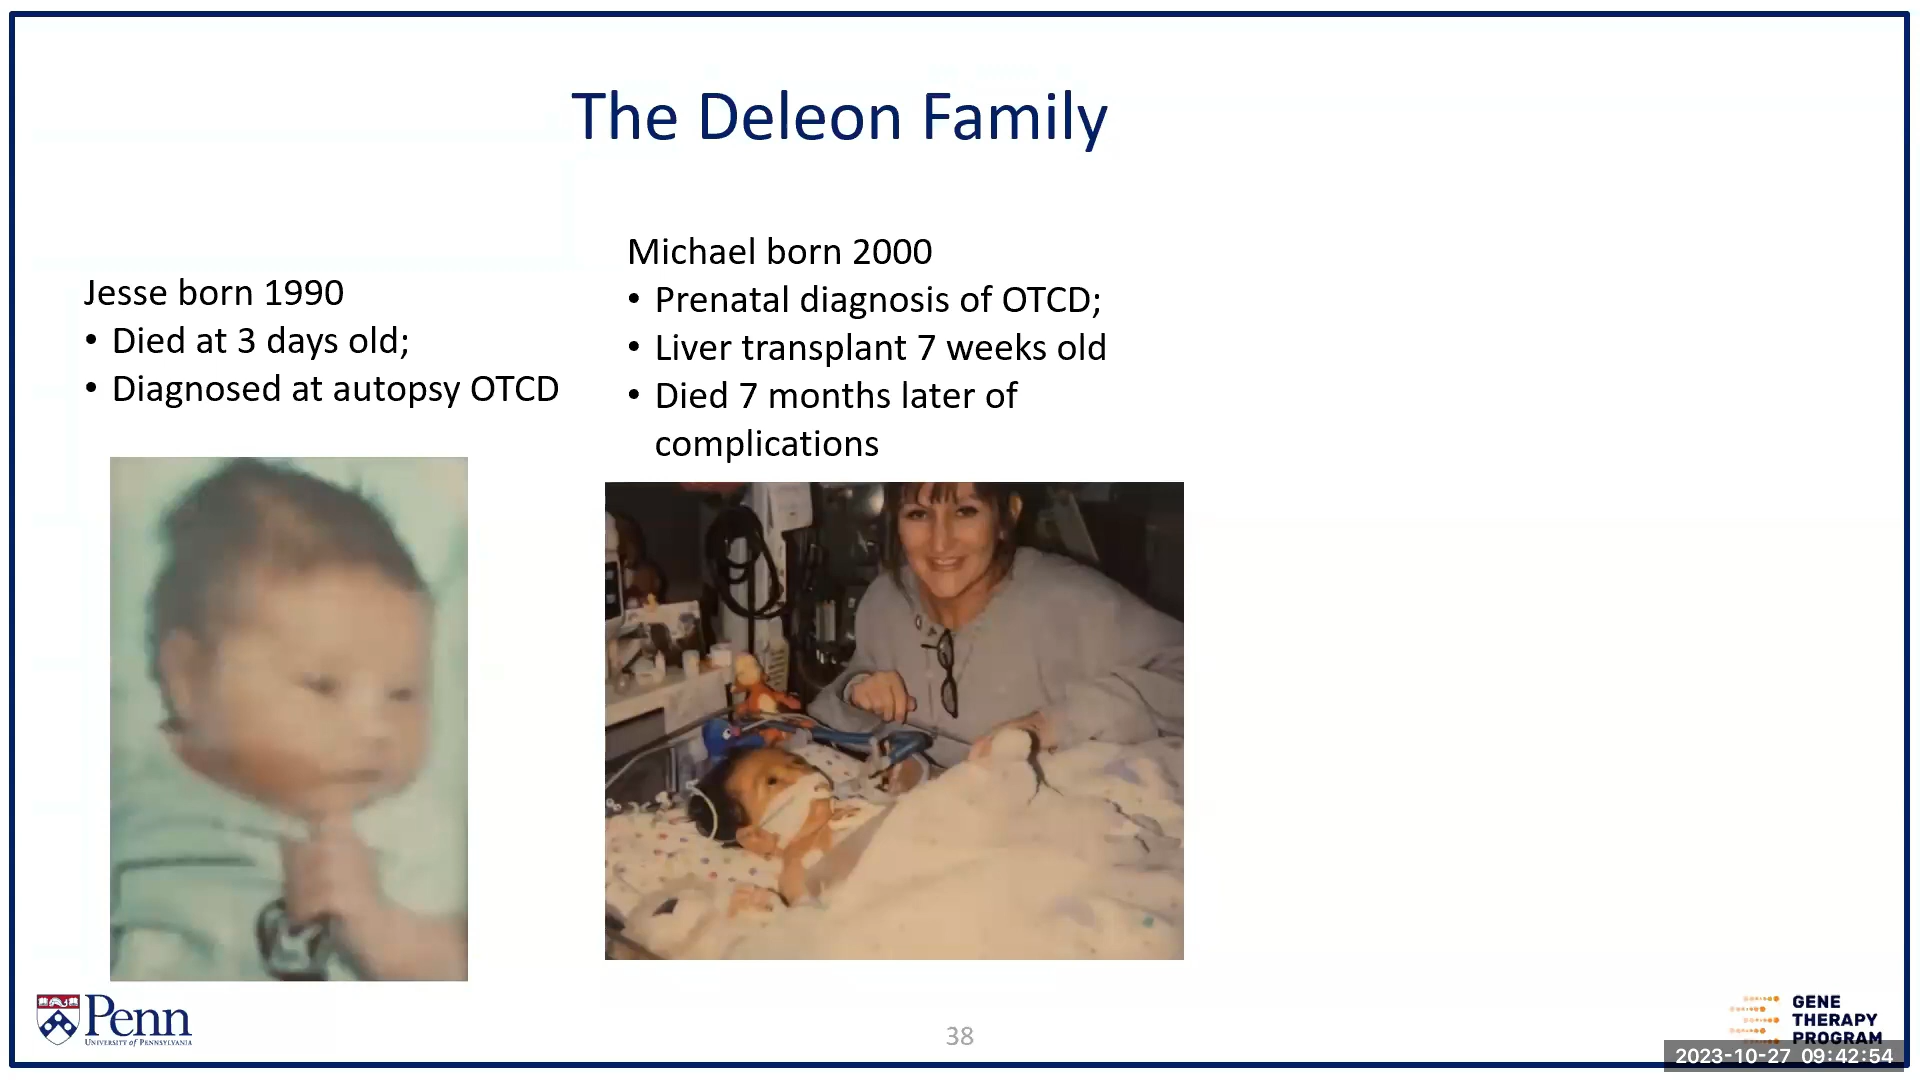 The Deleon Family
Jesse born 1990
• Died at 3 days old;
• Diagnosed at autopsy OTCD
Michael born 2000
• Prenatal diagnosis of OTCD;
• Liver transplant 7 weeks old
• Died 7 months later of
complications
Penn
UNIVERSITY of PENNSYLVANIA
38
GENE
THERAPY
PROGRAM
2023-10-27 09:42:54